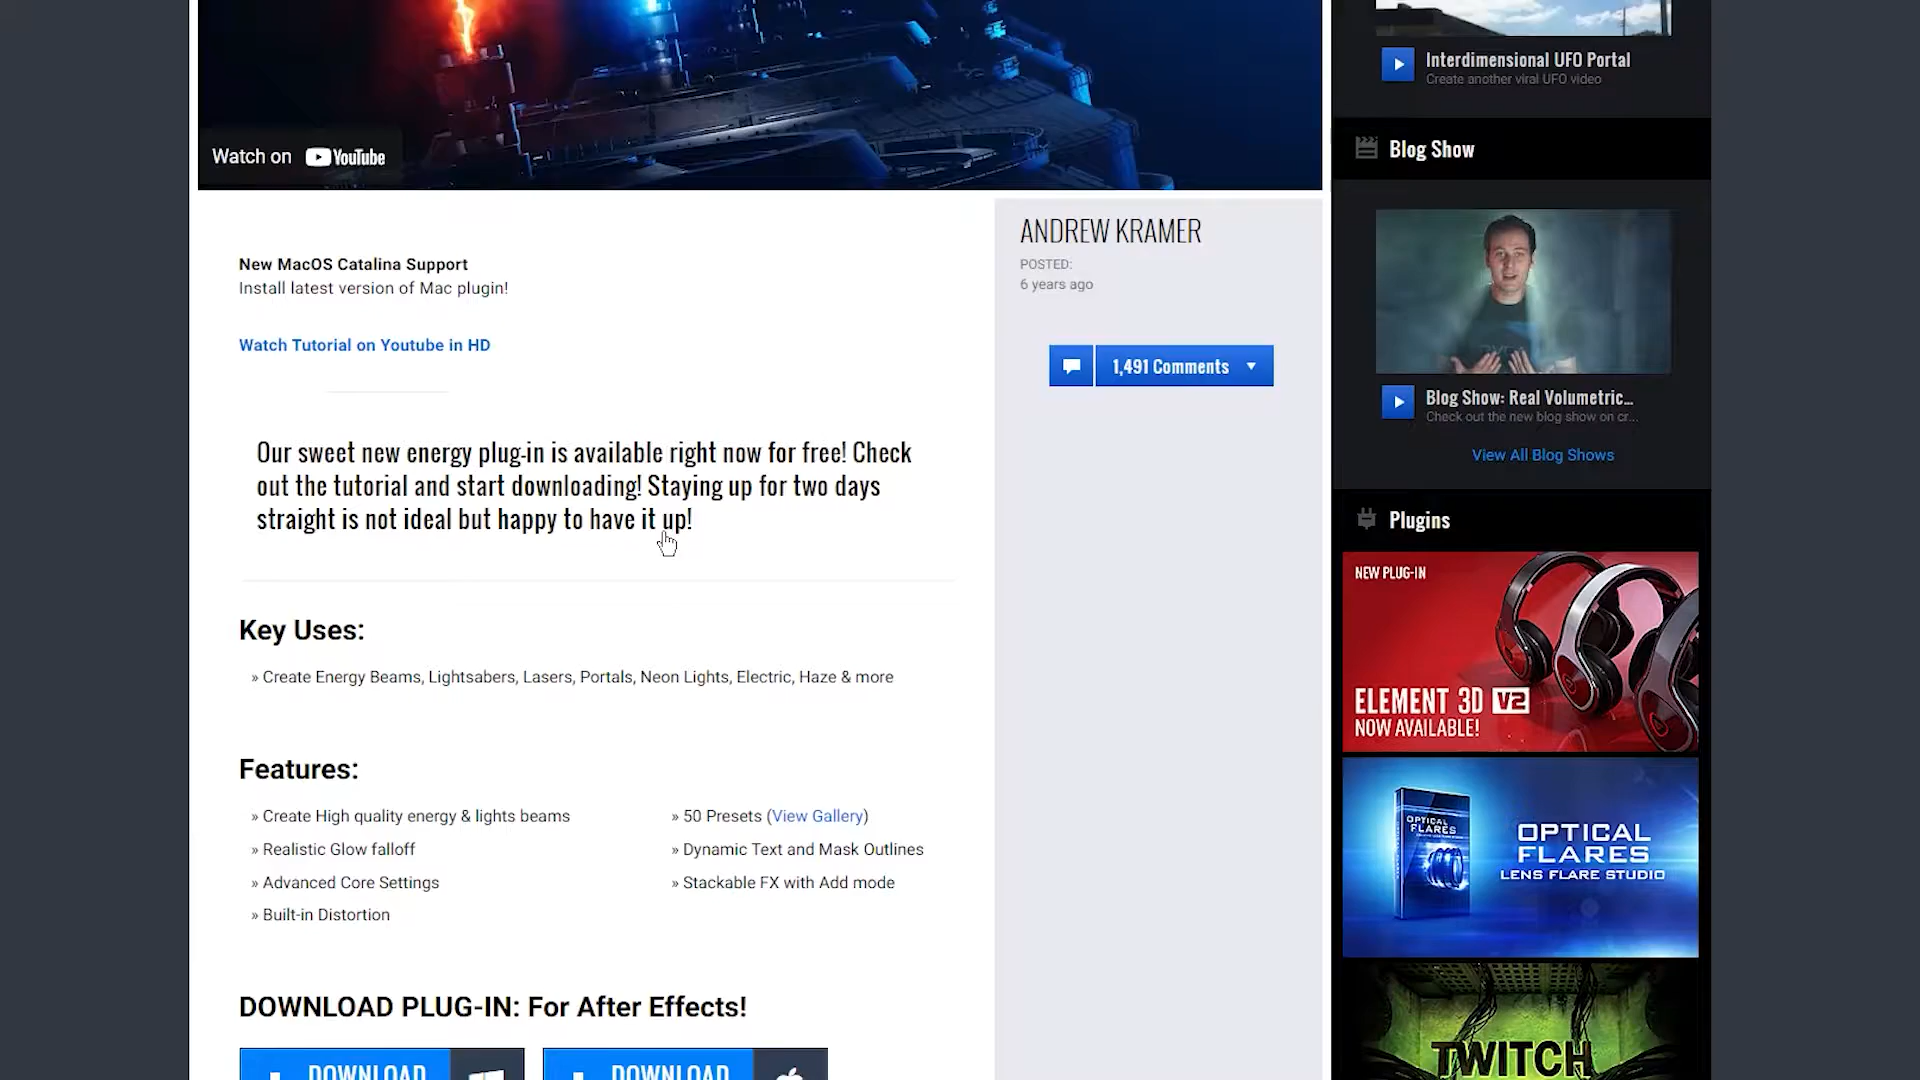 Watch on YouTube
New MacOS Catalina Support
Install latest version of Mac plugin!
Watch Tutorial on Youtube in HD
Our sweet new energy plug-in is available right now for free! Check
out the tutorial and start downloading! Staying up for two days
straight is not ideal but happy to have it up!
Key Uses:
» Create Energy Beams, Lightsabers, Lasers, Portals, Neon Lights, Electric, Haze & more
Features:
» Create High quality energy & lights beams
» Realistic Glow falloff
» Advanced Core Settings
» Built-in Distortion
» 50 Presets (View Gallery)
» Dynamic Text and Mask Outlines
» Stackable FX with Add mode
DOWNLOAD PLUG-IN: For After Effects!
DOWNLOAD
DOWNLOAD
ANDREW KRAMER
POSTED:
6 years ago
1,491 Comments
Interdimensional UFO Portal
Create another viral UFO video
Blog Show
Blog Show: Real Volumetric...
Check out the new blog show on cr...
View All Blog Shows
Plugins
NEW PLUG-IN
ELEMENT 3D V2
NOW AVAILABLE!
OPTICAL
FLARES
OPTICAL
FLARES
LENS FLARE STUDIO
TWITCH